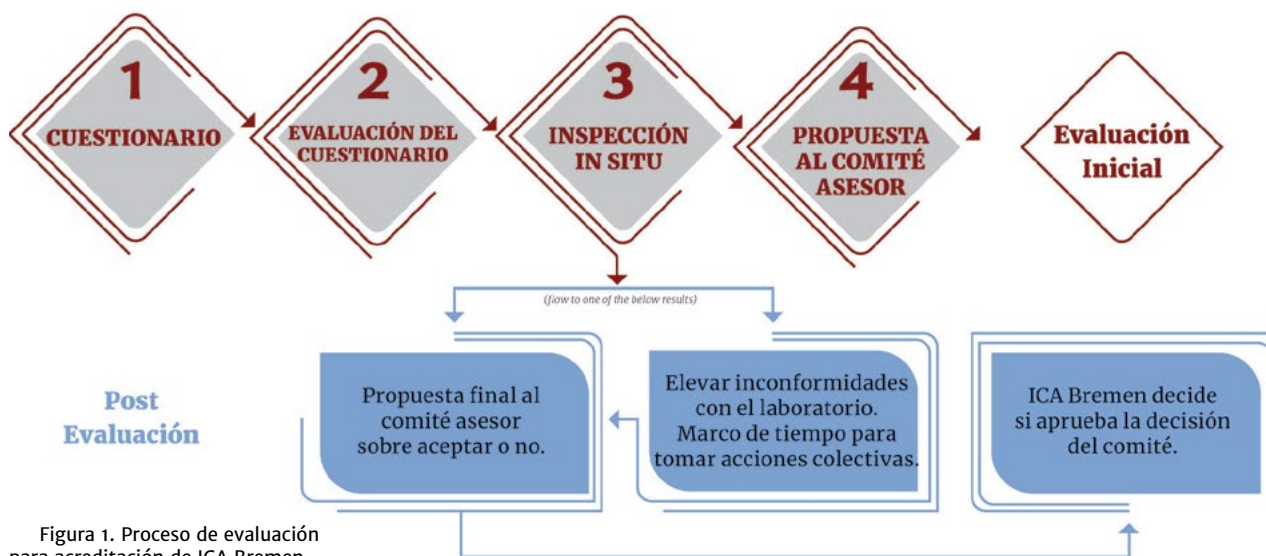 1
CUESTIONARIO
2
EVALUACIÓN DEL
CUESTIONARIO
3
INSPECCIÓN
IN SITU
4
PROPUESTA
AL COMITÉ
ASESOR
Evaluación
Inicial
(flow to one of the below results)
Post
Evaluación
Propuesta final al
comité asesor
sobre aceptar o no.
Elevar inconformidades
con el laboratorio.
Marco de tiempo para
tomar acciones colectivas.
ICA Bremen decide
si aprueba la decisión
del comité.
Figura 1. Proceso de evaluación
para acreditación de ICA Bremen